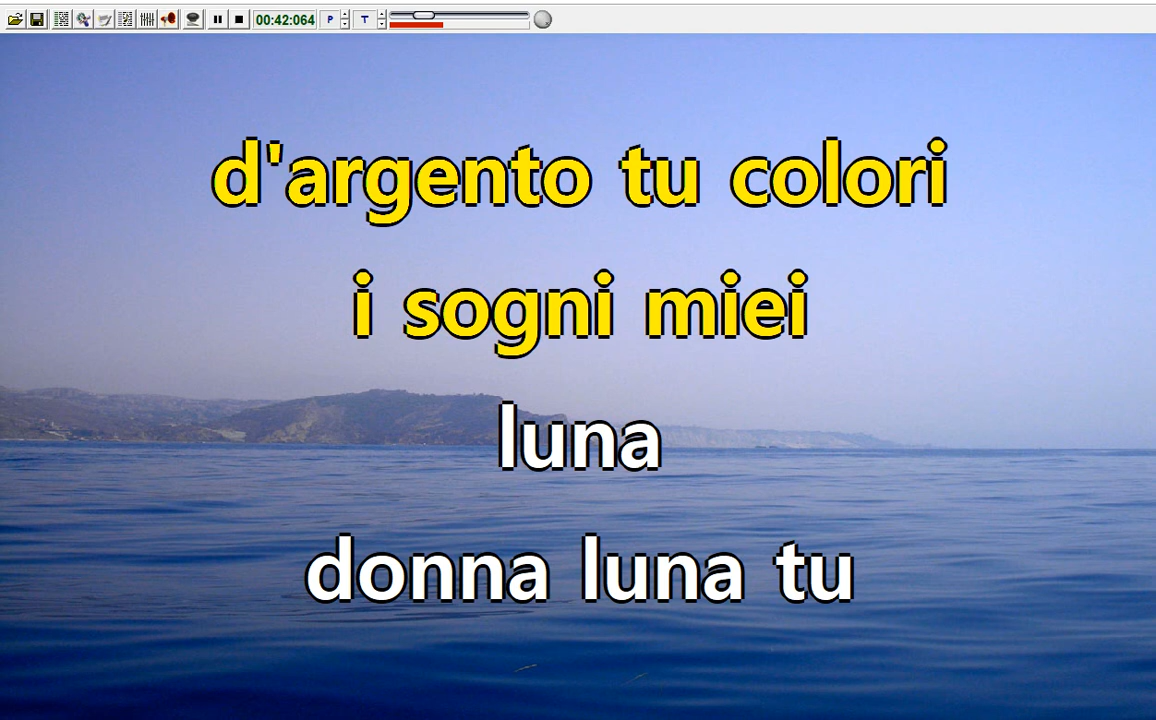 00:42:064 P T
d'argento tu colori
i sogni miei
luna
donna luna tu